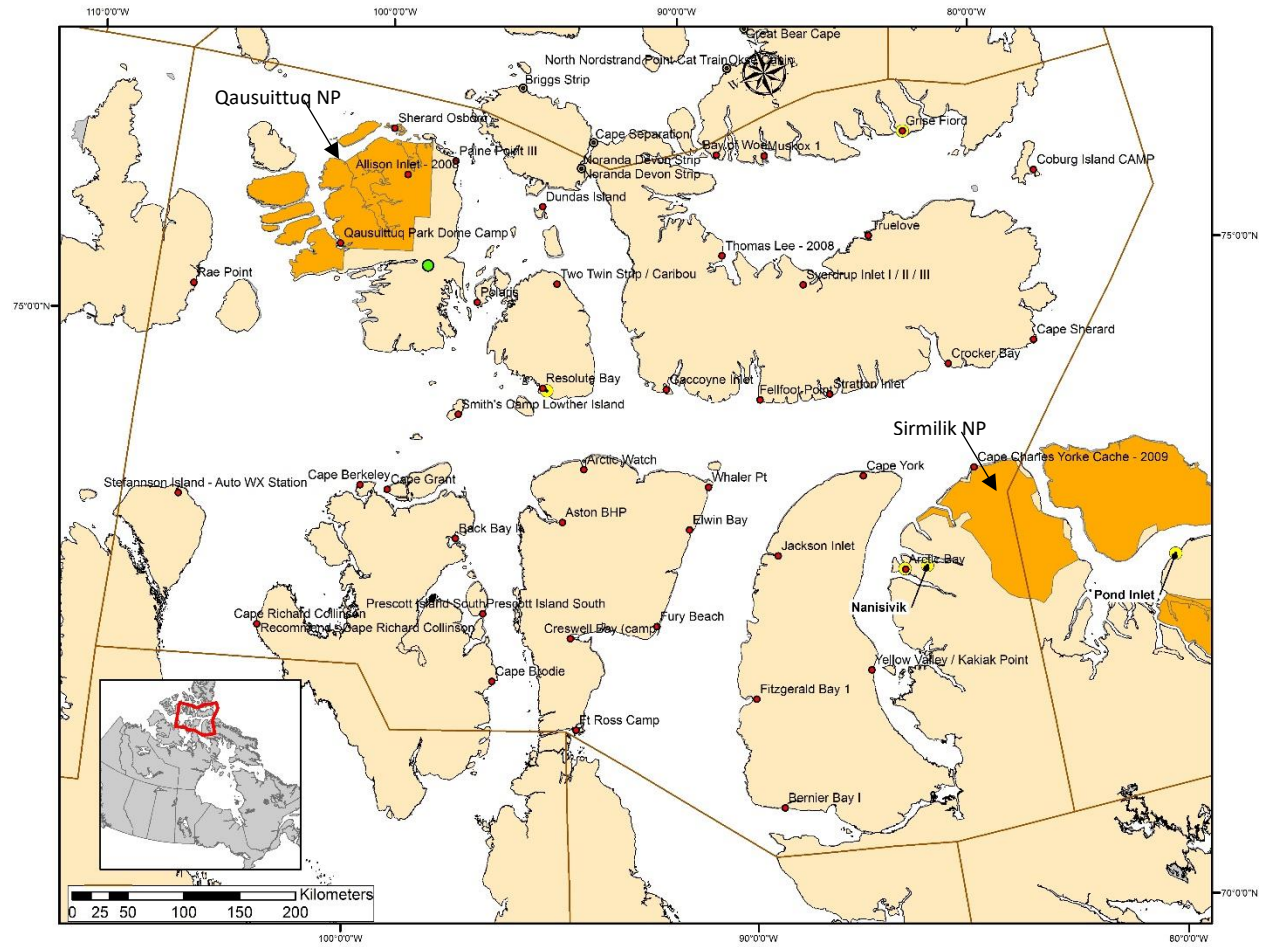 110°0'0"W
100°0'0"W
90°0'0"W
80°0'0"W
Great Bear Cape
North Nordstrand Point Cat Train
Okse Cabin
Briggs Strip
W
S
Qausuittuq NP
Sherard Osborn
Grise Fiord
Cape Separation
Paine Point III
Bay of Woe
Muskox 1
Noranda Devon Strip
Allison Inlet - 2008
Coburg Island CAMP
Noranda Devon Strip
Dundas Island
Truelove
Qausuittuq Park Dome Camp
75°0'0"N
Thomas Lee - 2008
Rae Point
Two Twin Strip / Caribou
Sverdrup Inlet I / II / III
75°0'0"N
Polaris
Cape Sherard
Crocker Bay
Resolute Bay
Gaccoyne Inlet
Fellfoot Point
Stratton Inlet
Smith's Camp Lowther Island
Sirmilik NP
Arctic Watch
Cape Charles Yorke Cache - 2009
Cape Berkeley
Cape Grant
Cape York
Stefannson Island - Auto WX Station
Whaler Pt
Aston BHP
Elwin Bay
Back Bay II
Jackson Inlet
Arctic Bay
Nanisivik
Pond Inlet
Prescott Island South
Prescott Island South
Cape Richard Collinson
Fury Beach
Cape Richard Collinson
Creswell Bay (camp)
Yellow Valley / Kakiak Point
Cape Brodie
Fitzgerald Bay 1
Ft Ross Camp
Bernier Bay I
Kilometers
0 25 50 100 150 200
70°0'0"N
100°0'0"W
90°0'0"W
80°0'0"W